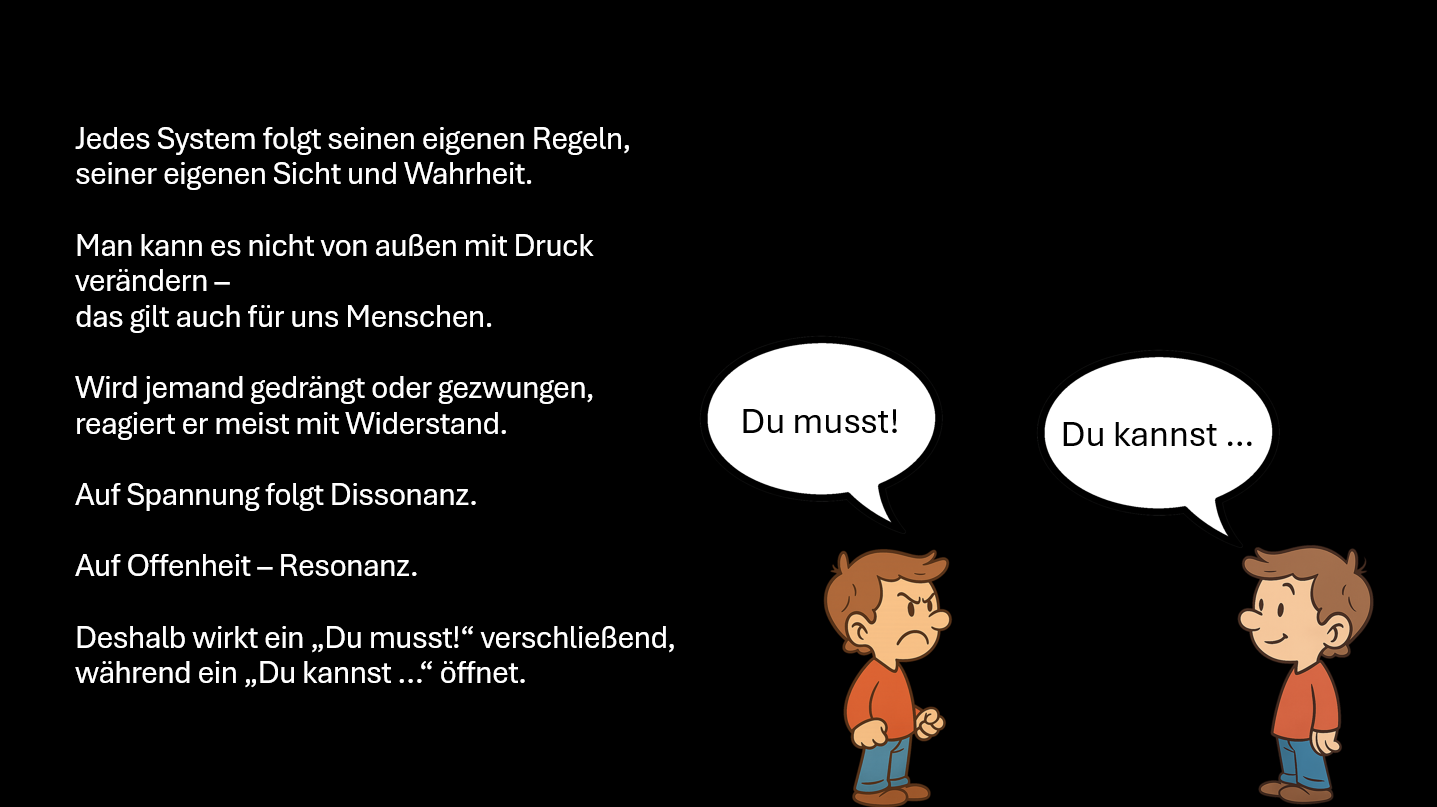 Jedes System folgt seinen eigenen Regeln,
seiner eigenen Sicht und Wahrheit.
Man kann es nicht von außen mit Druck
verändern –
das gilt auch für uns Menschen.
Wird jemand gedrängt oder gezwungen,
reagiert er meist mit Widerstand.
Auf Spannung folgt Dissonanz.
Auf Offenheit – Resonanz.
Deshalb wirkt ein „Du musst!“ verschließend,
während ein „Du kannst ...“ öffnet.
Du musst!
Du kannst ...